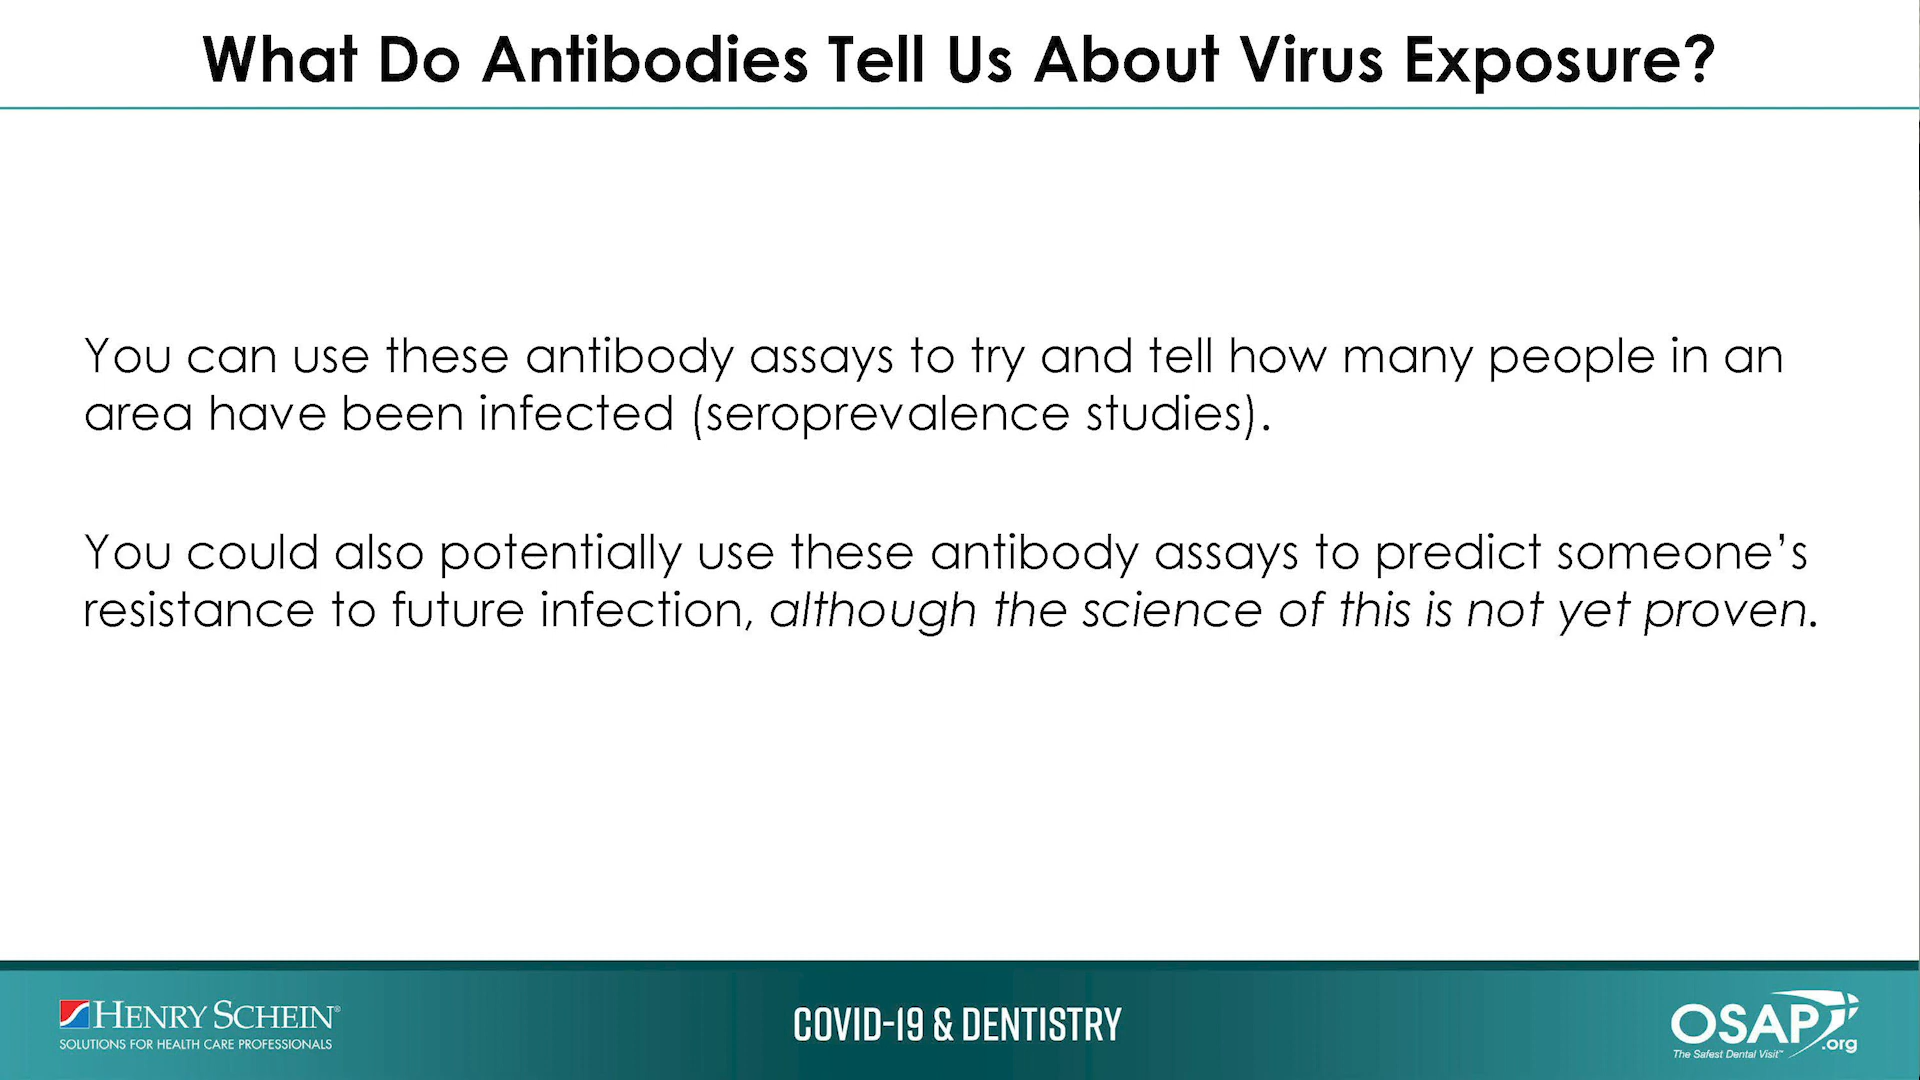 What Do Antibodies Tell Us About Virus Exposure?
You can use these antibody assays to try and tell how many people in an
area have been infected (seroprevalence studies).
You could also potentially use these antibody assays to predict someone’s
resistance to future infection, although the science of this is not yet proven.
HENRY SCHEIN®
SOLUTIONS FOR HEALTH CARE PROFESSIONALS
COVID-19 & DENTISTRY
OSAP
.org
The Safest Dental Visit™